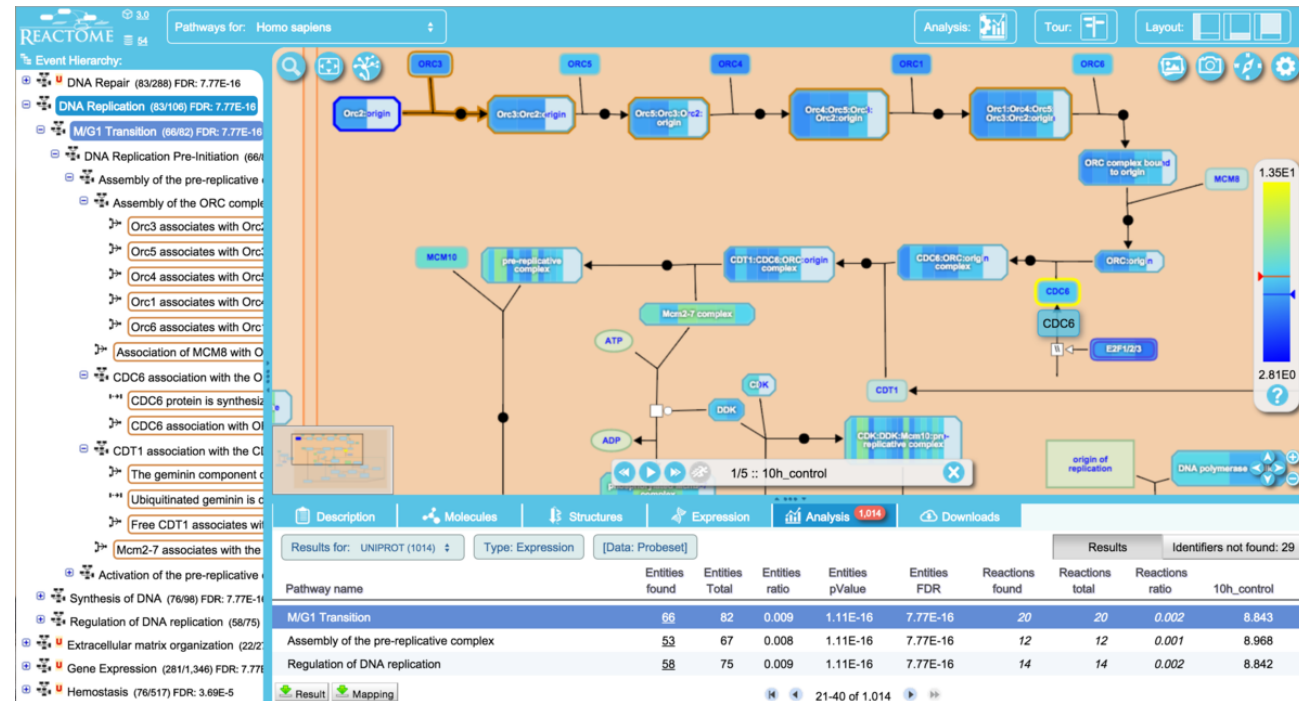 REACTOME 3.0 54
Pathways for: Homo sapiens
Analysis:
Tour:
Layout:
Event Hierarchy:
DNA Repair (83/288) FDR: 7.77E-16
DNA Replication (83/106) FDR: 7.77E-16
M/G1 Transition (66/82) FDR: 7.77E-16
DNA Replication Pre-Initiation (66/
Assembly of the pre-replicative
Assembly of the ORC comple
Orc3 associates with Orc2
Orc5 associates with Orc
Orc4 associates with Orc
Orc1 associates with Orc
Orc6 associates with Orc
Association of MCM8 with O
CDC6 association with the O
CDC6 protein is synthesiz
CDC6 association with O
CDT1 association with the C
The geminin component
Ubiquitinated geminin is
Free CDT1 associates wi
Mcm2-7 associates with the
Activation of the pre-replicative
Synthesis of DNA (76/98) FDR: 7.77E-1
Regulation of DNA replication (58/75)
Extracellular matrix organization (22/2
Gene Expression (281/1,346) FDR: 7.77
Hemostasis (76/517) FDR: 3.69E-5
ORC3
ORC5
ORC4
ORC1
ORC6
Orc2:origin
Orc3:Orc2:origin
Orc5:Orc3:Orc2:
origin
Orc4:Orc5:Orc3:
Orc2:origin
Orc1:Orc4:Orc5
Orc3:Orc2:origin
ORC complex bound
to origin
MCM8
1.35E1
MCM10
pre-replicative
complex
CDT1:CDC6:ORC:origin
complex
CDC6:ORC:origin
complex
ORC:origin
CDC6
CDC6
Mcm2-7 complex
ATP
E2F1/2/3
CDK
CDT1
2.81E0
DDK
ADP
CDK:DDK:Mcm10:pre-
replicative complex
origin of
replication
DNA polymerase
1/5 :: 10h_control
Description
Molecules
Structures
Expression
Analysis 1,014
Downloads
Results for: UNIPROT (1014)
Type: Expression
[Data: Probeset]
Results
Identifiers not found: 29
Pathway name Entities found Entities Total Entities ratio Entities pValue Entities FDR Reactions found Reactions total Reactions ratio 10h_control
M/G1 Transition 66 82 0.009 1.11E-16 7.77E-16 20 20 0.002 8.843
Assembly of the pre-replicative complex 53 67 0.008 1.11E-16 7.77E-16 12 12 0.001 8.968
Regulation of DNA replication 58 75 0.009 1.11E-16 7.77E-16 14 14 0.002 8.842
Result
Mapping
21-40 of 1,014